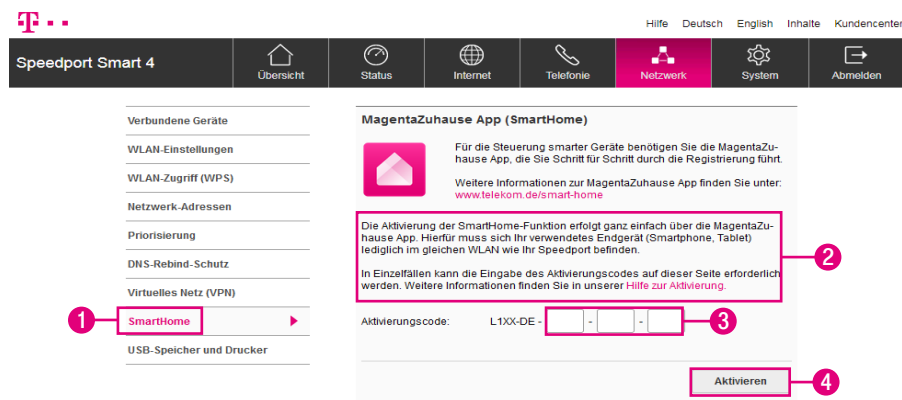 T
Hilfe Deutsch English Inhalte Kundencenter
Speedport Smart 4
Übersicht Status Internet Telefonie Netzwerk System Abmelden
Verbundene Geräte
WLAN-Einstellungen
WLAN-Zugriff (WPS)
Netzwerk-Adressen
Priorisierung
DNS-Rebind-Schutz
Virtuelles Netz (VPN)
1
SmartHome
USB-Speicher und Drucker
MagentaZuhause App (SmartHome)
Für die Steuerung smarter Geräte benötigen Sie die MagentaZu-
hause App, die Sie Schritt für Schritt durch die Registrierung führt.
Weitere Informationen zur MagentaZuhause App finden Sie unter:
www.telekom.de/smart-home
Die Aktivierung der SmartHome-Funktion erfolgt ganz einfach über die MagentaZu-
hause App. Hierfür muss sich Ihr verwendetes Endgerät (Smartphone, Tablet)
lediglich im gleichen WLAN wie Ihr Speedport befinden.
2
In Einzelfällen kann die Eingabe des Aktivierungscodes auf dieser Seite erforderlich
werden. Weitere Informationen finden Sie in unserer Hilfe zur Aktivierung.
Aktivierungscode: L1XX-DE - - - 3
Aktivieren 4